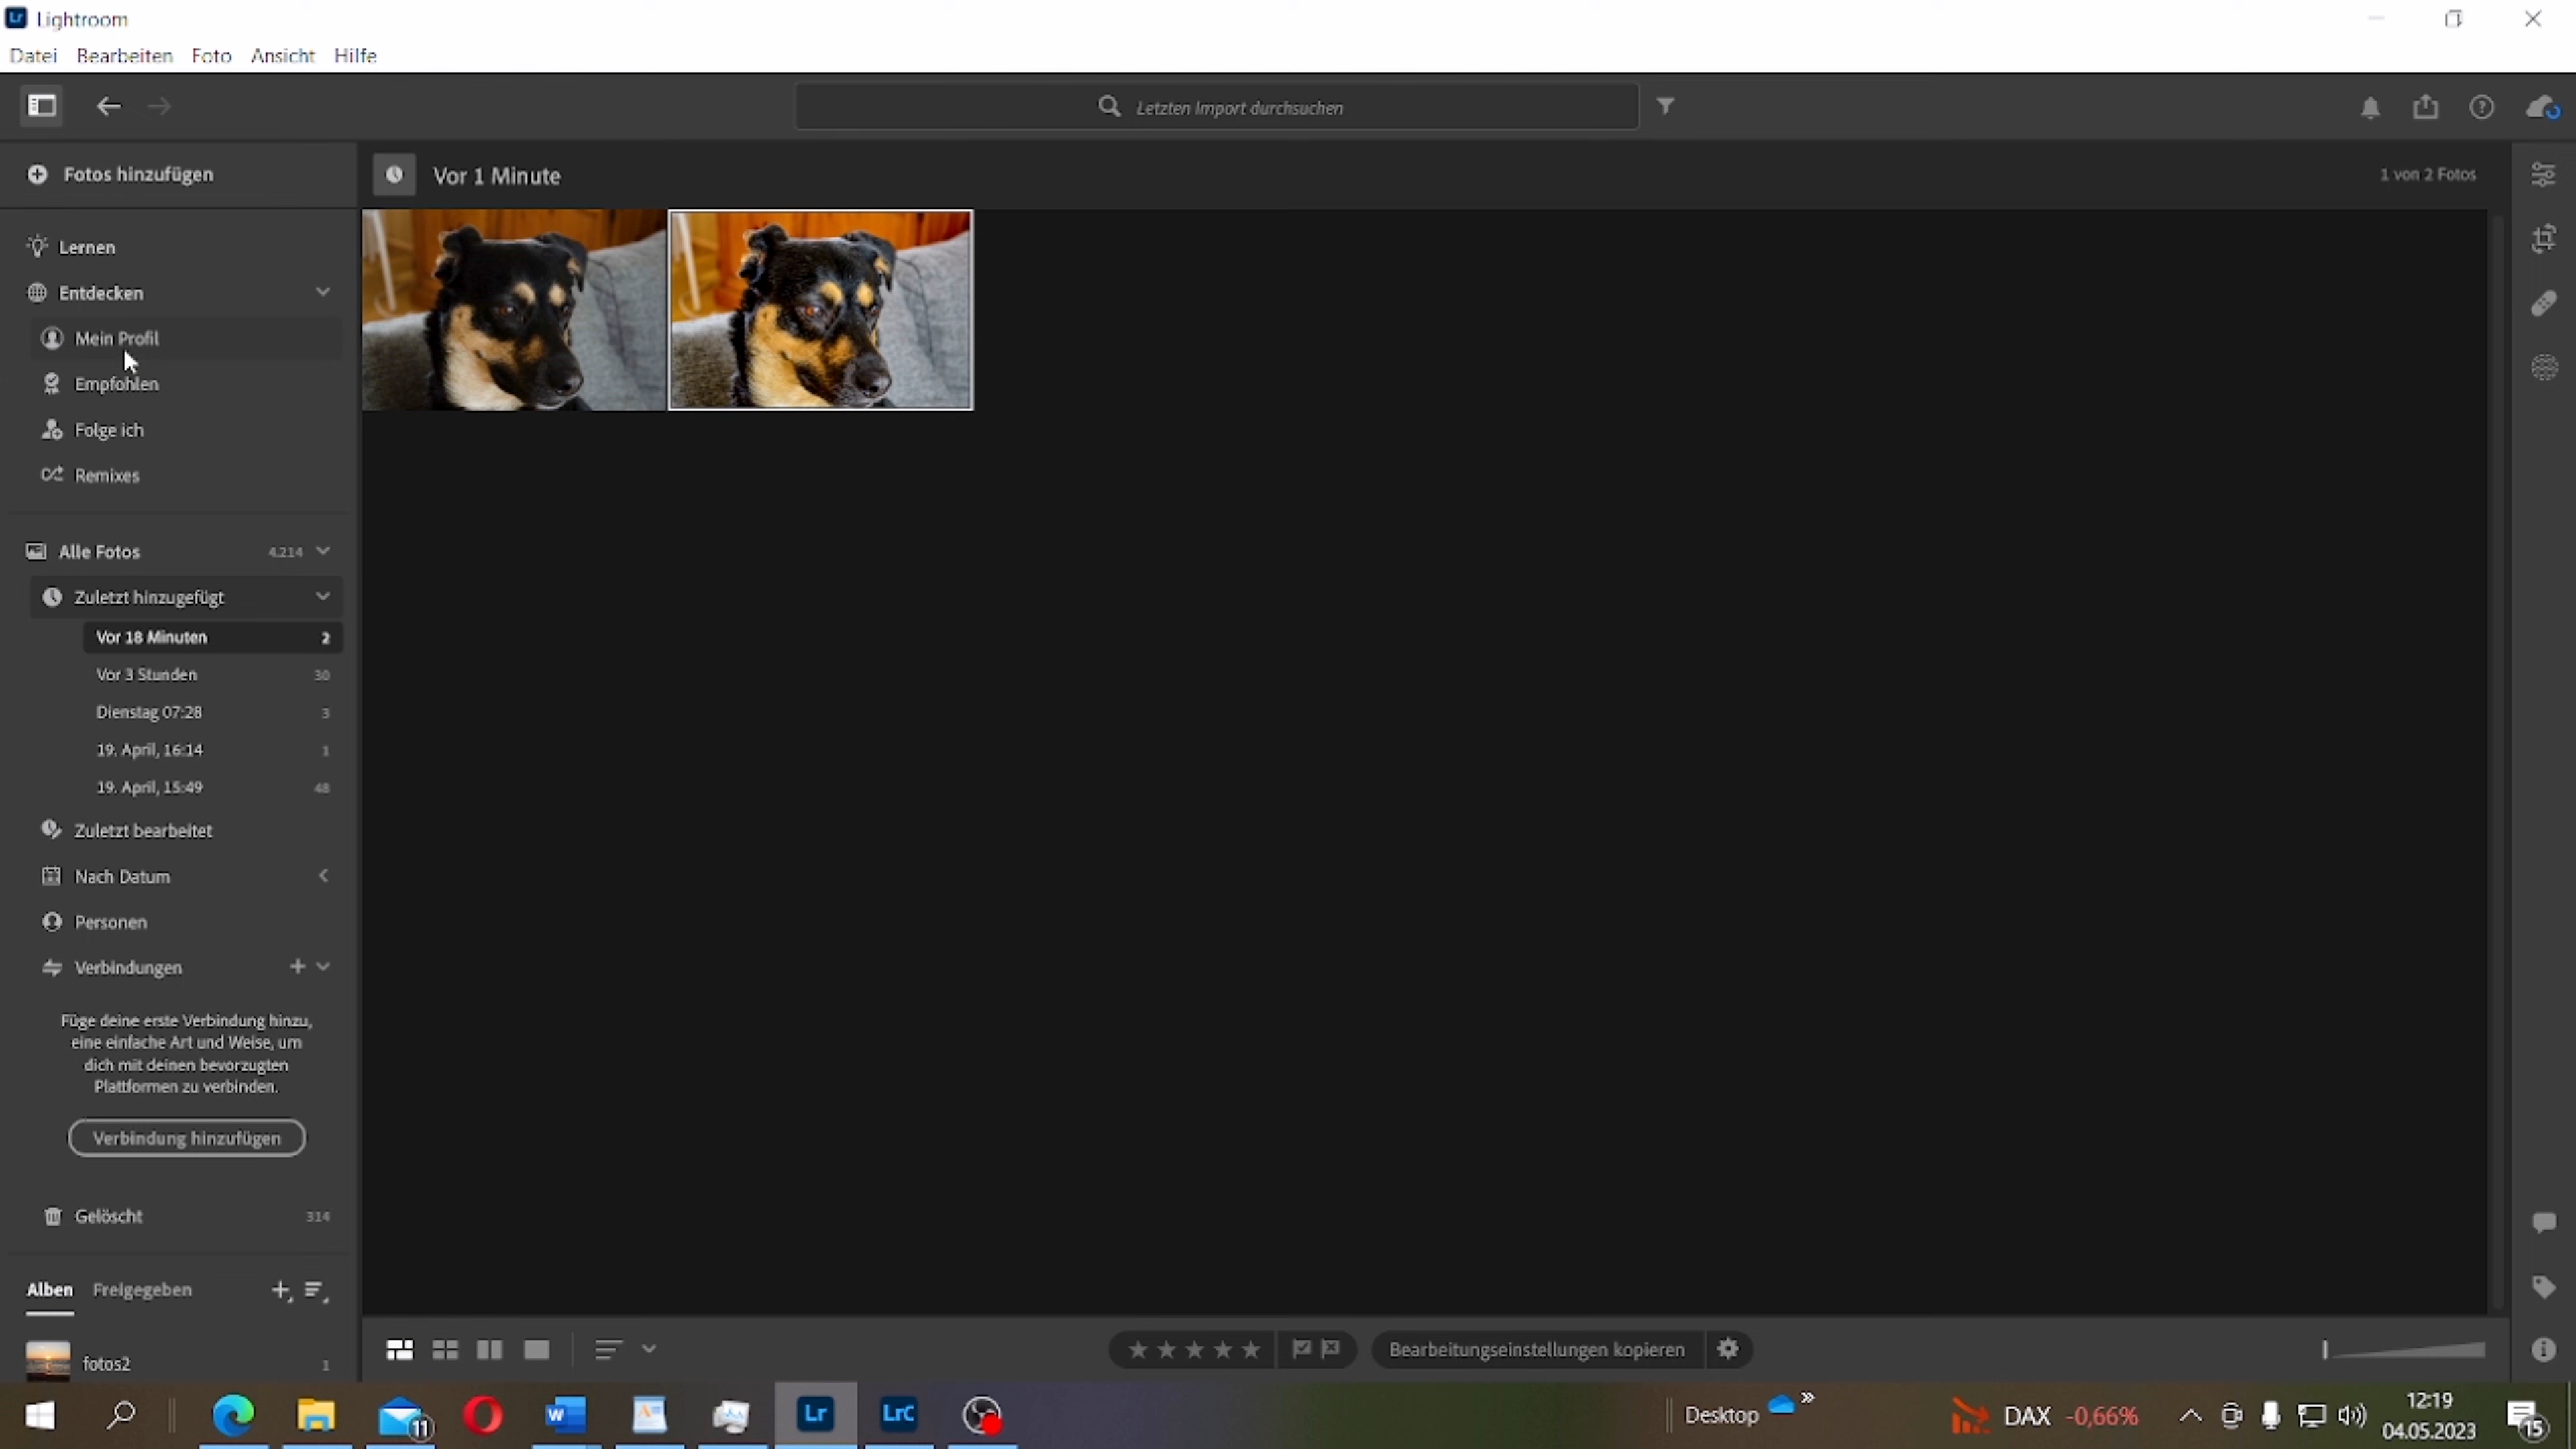 Lr Lightroom
Datei Bearbeiten Foto Ansicht Hilfe
Letzten Import durchsuchen
Fotos hinzufügen
Vor 1 Minute
1 von 2 Fotos
Lernen
Entdecken
Mein Profil
Empfohlen
Folge ich
Remixes
Alle Fotos 4.214
Zuletzt hinzugefügt
Vor 18 Minuten 2
Vor 3 Stunden 30
Dienstag 07:28 3
19. April, 16:14 1
19. April, 15:49 48
Zuletzt bearbeitet
Nach Datum
Personen
Verbindungen
Füge deine erste Verbindung hinzu,
eine einfache Art und Weise, um
dich mit deinen bevorzugten
Plattformen zu verbinden.
Verbindung hinzufügen
Gelöscht 314
Alben Freigegeben
fotos2 1
Bearbeitungseinstellungen kopieren
11
W
Lr
LrC
Desktop
DAX -0,66%
12:19
04.05.2023
15